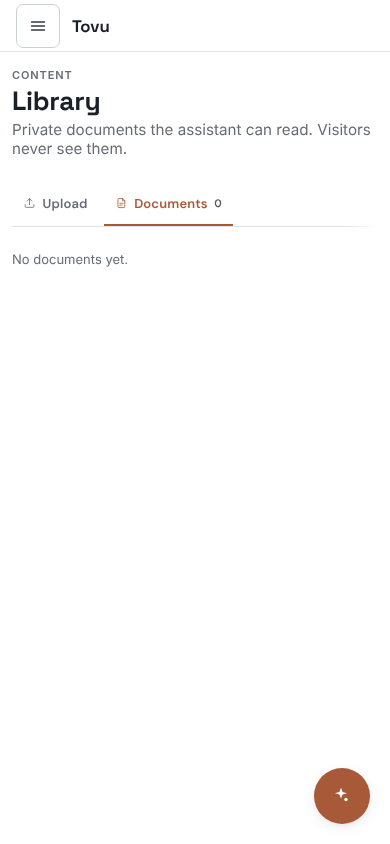 Tovu
CONTENT
Library
Private documents the assistant can read. Visitors
never see them.
Upload
Documents 0
No documents yet.